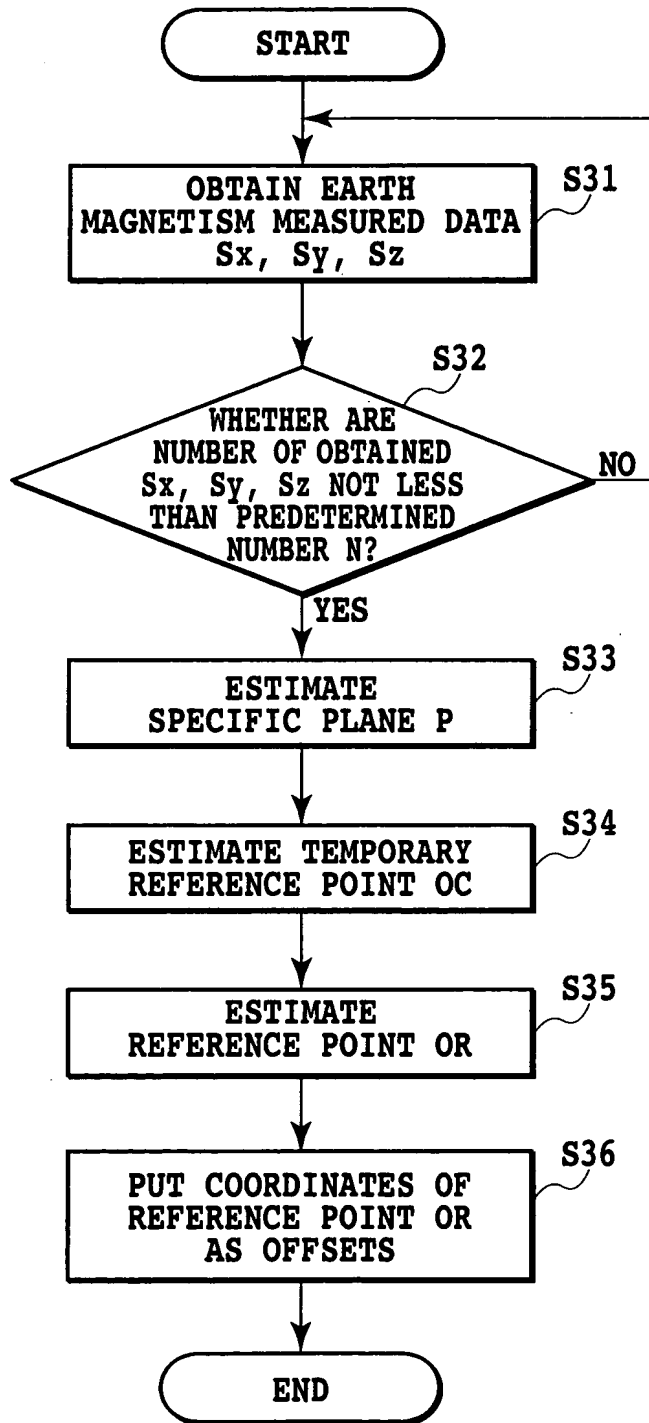 START
OBTAIN EARTH
MAGNETISM MEASURED DATA
Sx, Sy, Sz
S31
S32
WHETHER ARE
NUMBER OF OBTAINED
Sx, Sy, Sz NOT LESS
THAN PREDETERMINED
NUMBER N?
NO
YES
S33
ESTIMATE
SPECIFIC PLANE P
S34
ESTIMATE TEMPORARY
REFERENCE POINT OC
S35
ESTIMATE
REFERENCE POINT OR
S36
PUT COORDINATES OF
REFERENCE POINT OR
AS OFFSETS
END